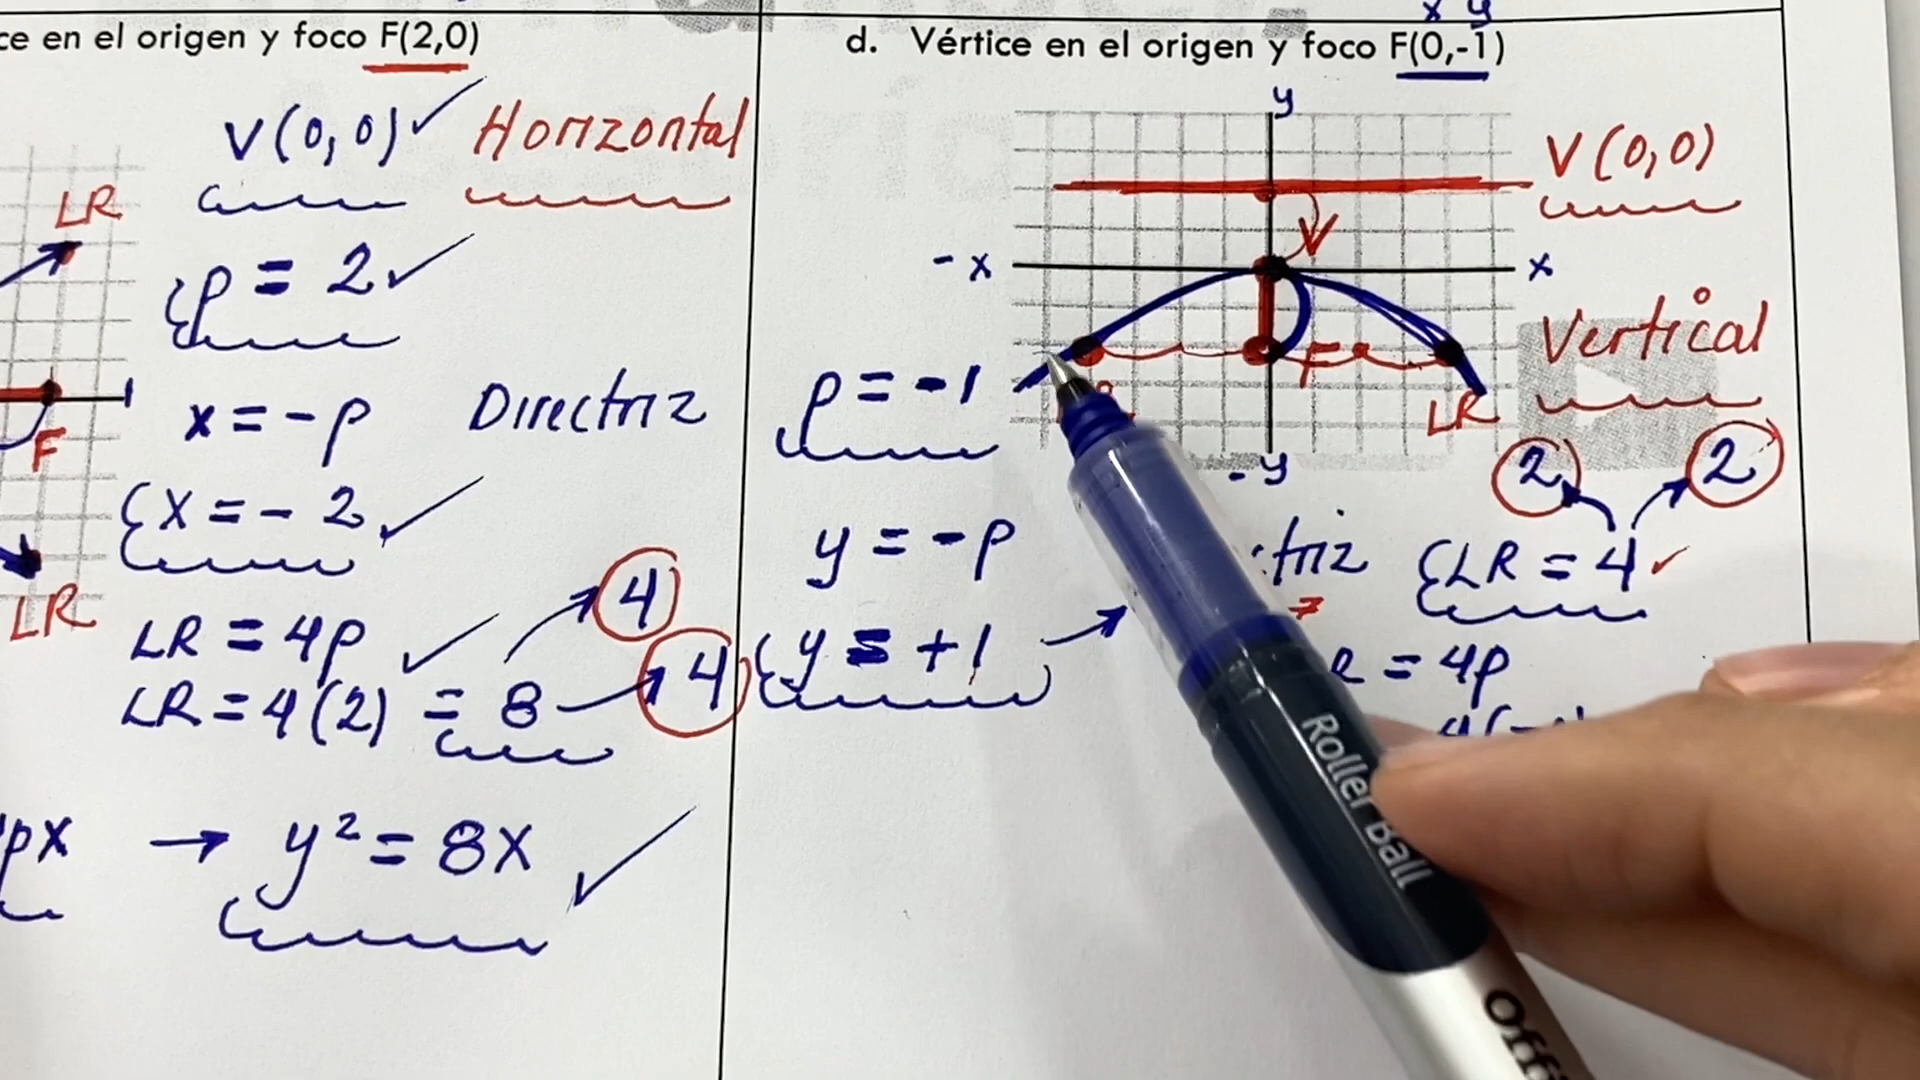 ce en el origen y foco F(2,0)
V(0,0) Horizontal
LR
p = 2
F
x = -p Directriz
x = - 2
LR
LR = 4p 4
LR = 4(2) = 8 4
px → y² = 8x
x y
d. Vértice en el origen y foco F(0,-1)
y
V(0,0)
V
-x x
Vertical
F
p = -1
LR
-y
2 2
y = -p triz LR = 4
y = +1
R = 4p
Roller Ball